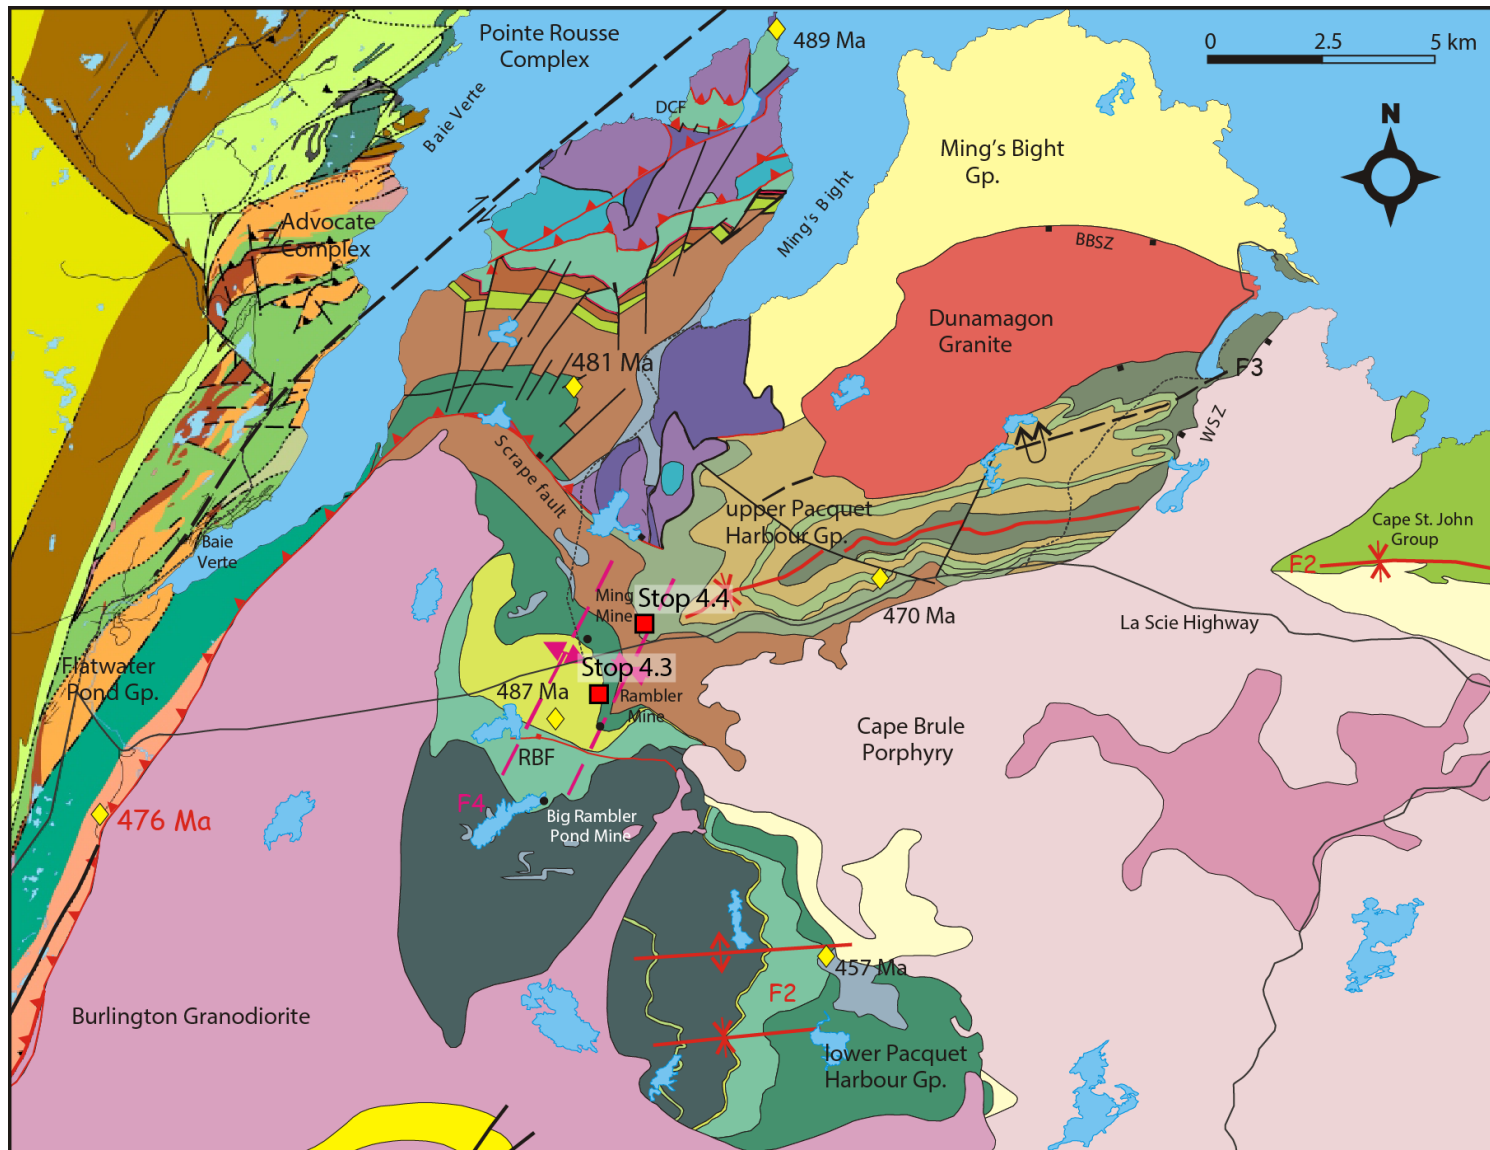 Pointe Rousse
Complex
489 Ma
0
2.5
5 km
Baie Verte
DCF
N
Ming's Bight
Gp.
Ming's Bight
Advocate
Complex
BBSZ
Dunamagon
Granite
481 Ma
F3
WSZ
Scrape fault
upper Pacquet
Harbour Gp.
Cape St. John
Group
F2
Baie
Verte
Ming
Mine
Stop 4.4
470 Ma
La Scie Highway
Flatwater
Pond Gp.
Stop 4.3
487 Ma
Rambler
Mine
Cape Brule
Porphyry
RBF
F4
476 Ma
Big Rambler
Pond Mine
457 Ma
F2
Burlington Granodiorite
lower Pacquet
Harbour Gp.